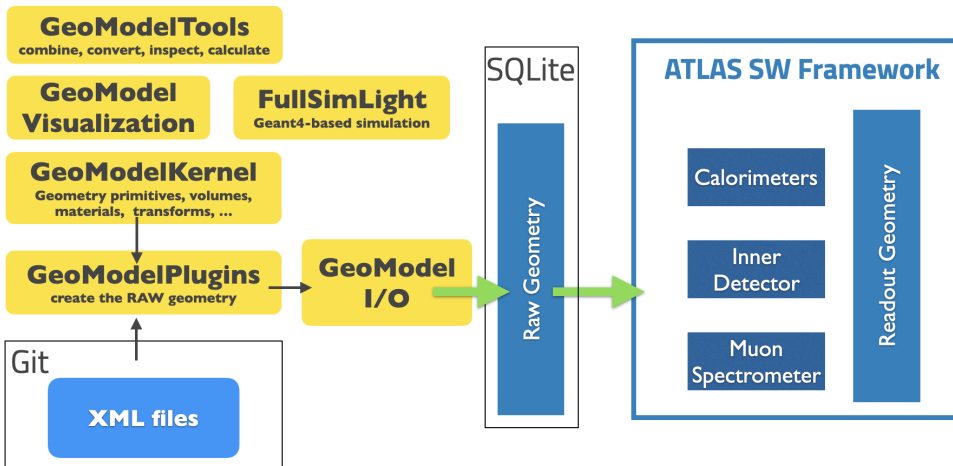 GeoModelTools
combine, convert, inspect, calculate
GeoModel
Visualization
FullSimLight
Geant4-based simulation
GeoModelKernel
Geometry primitives, volumes,
materials, transforms, ...
GeoModelPlugins
create the RAW geometry
GeoModel
I/O
Git
XML files
SQLite
Raw Geometry
ATLAS SW Framework
Calorimeters
Inner
Detector
Muon
Spectrometer
Readout Geometry